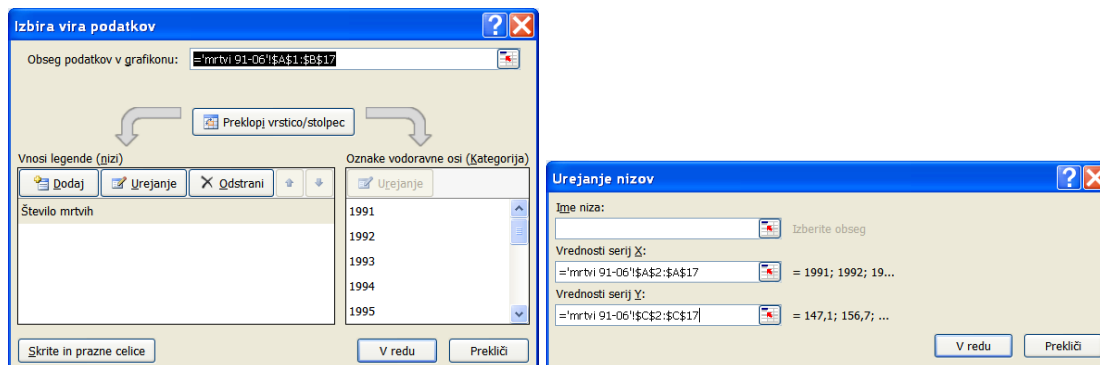 Izbira vira podatkov
Obseg podatkov v grafikonu: ='mrtvi 91-06'!$A$1:$B$17
Preklopi vrstico/stolpec
Vnosi legende (nizi)
Dodaj Urejanje Odstrani
Število mrtvih
Oznake vodoravne osi (Kategorija)
Urejanje
1991
1992
1993
1994
1995
Skrite in prazne celice
V redu Prekliči
Urejanje nizov
Ime niza:
Izberite obseg
Vrednosti serij X:
='mrtvi 91-06'!$A$2:$A$17 = 1991; 1992; 19...
Vrednosti serij Y:
='mrtvi 91-06'!$C$2:$C$17 = 147,1; 156,7; ...
V redu Prekliči